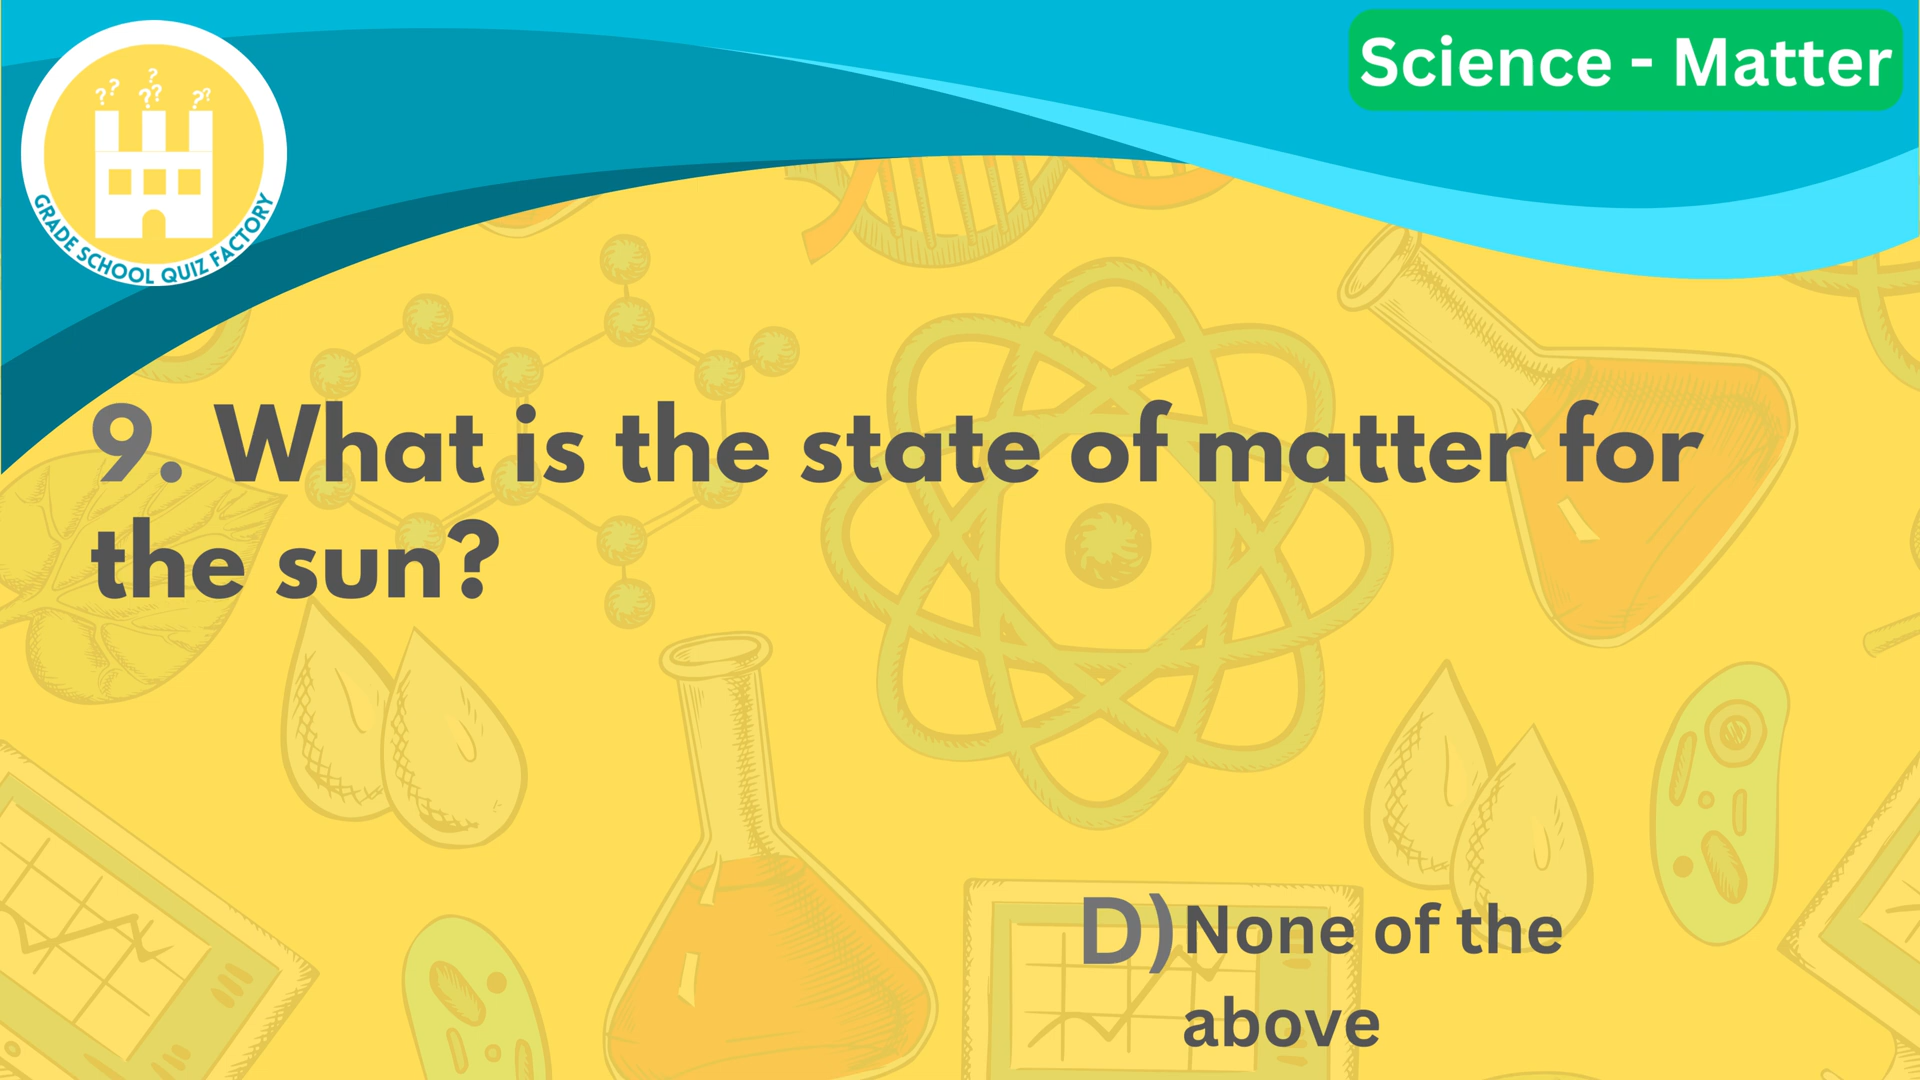 Science - Matter
?? ? ?? ??
GRADE SCHOOL QUIZ FACTORY
9. What is the state of matter for
the sun?
D) None of the
above